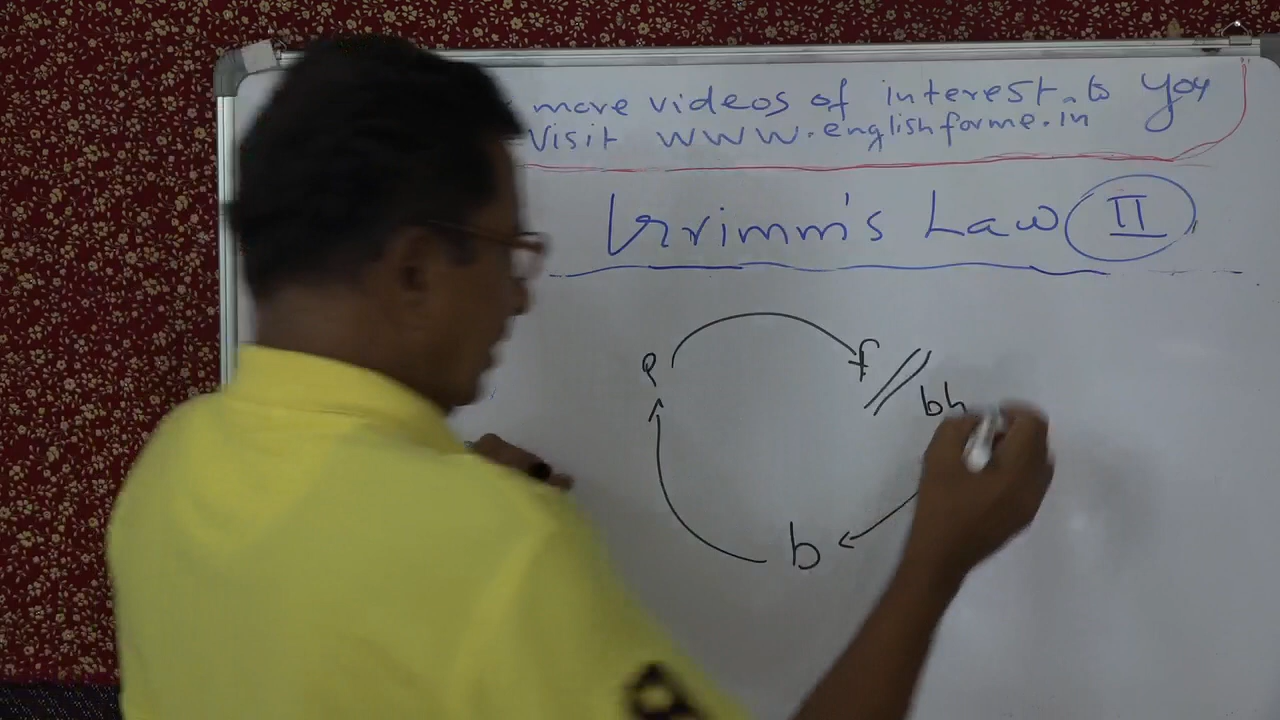 more videos of interest to you
Visit www.englishforme.in
Grimm's Law II
p f // bh
b